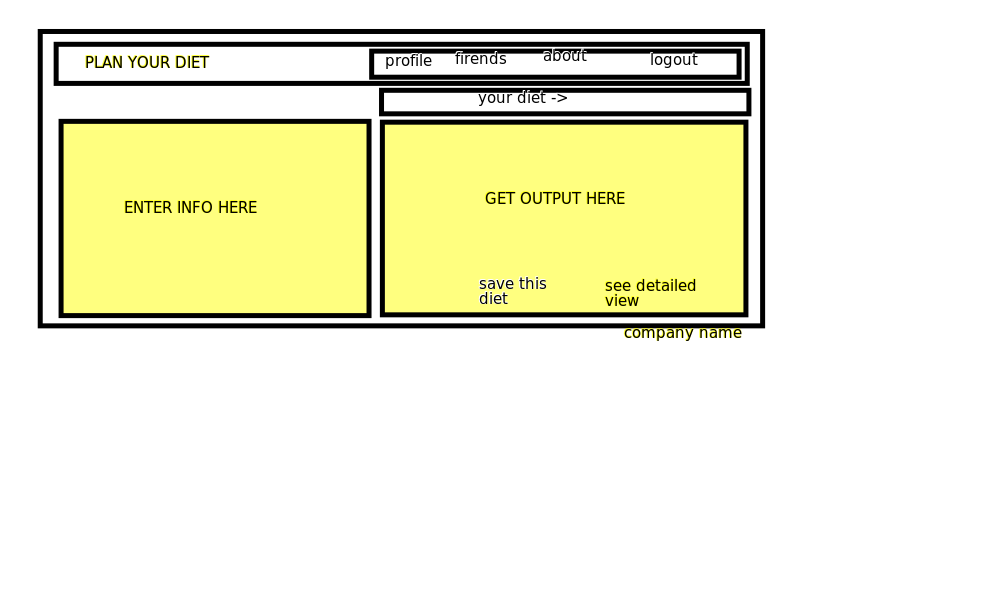 PLAN YOUR DIET
profile firends about logout
your diet ->
ENTER INFO HERE
GET OUTPUT HERE
save this
diet
see detailed
view
company name